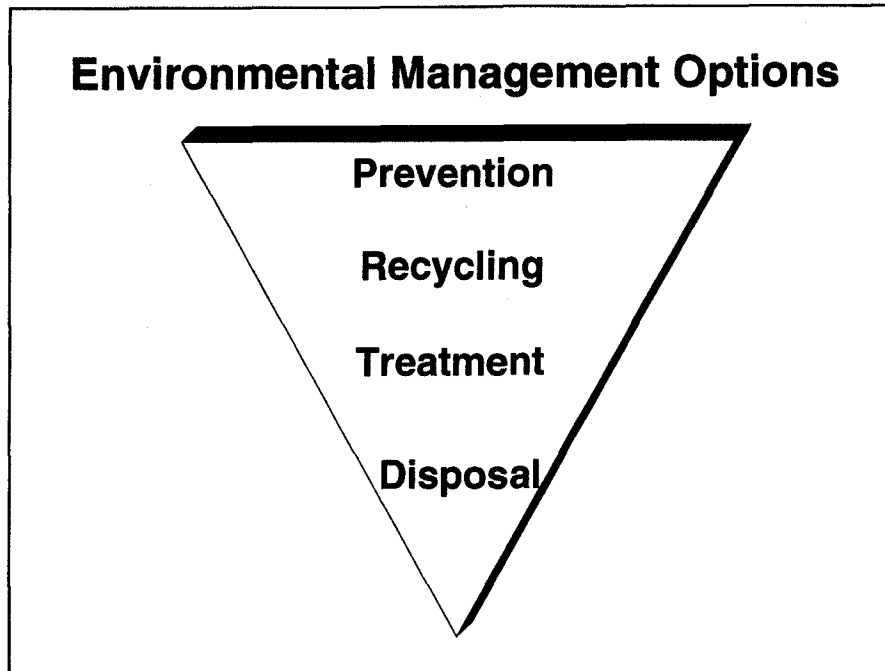 Environmental Management Options
Prevention
Recycling
Treatment
Disposal